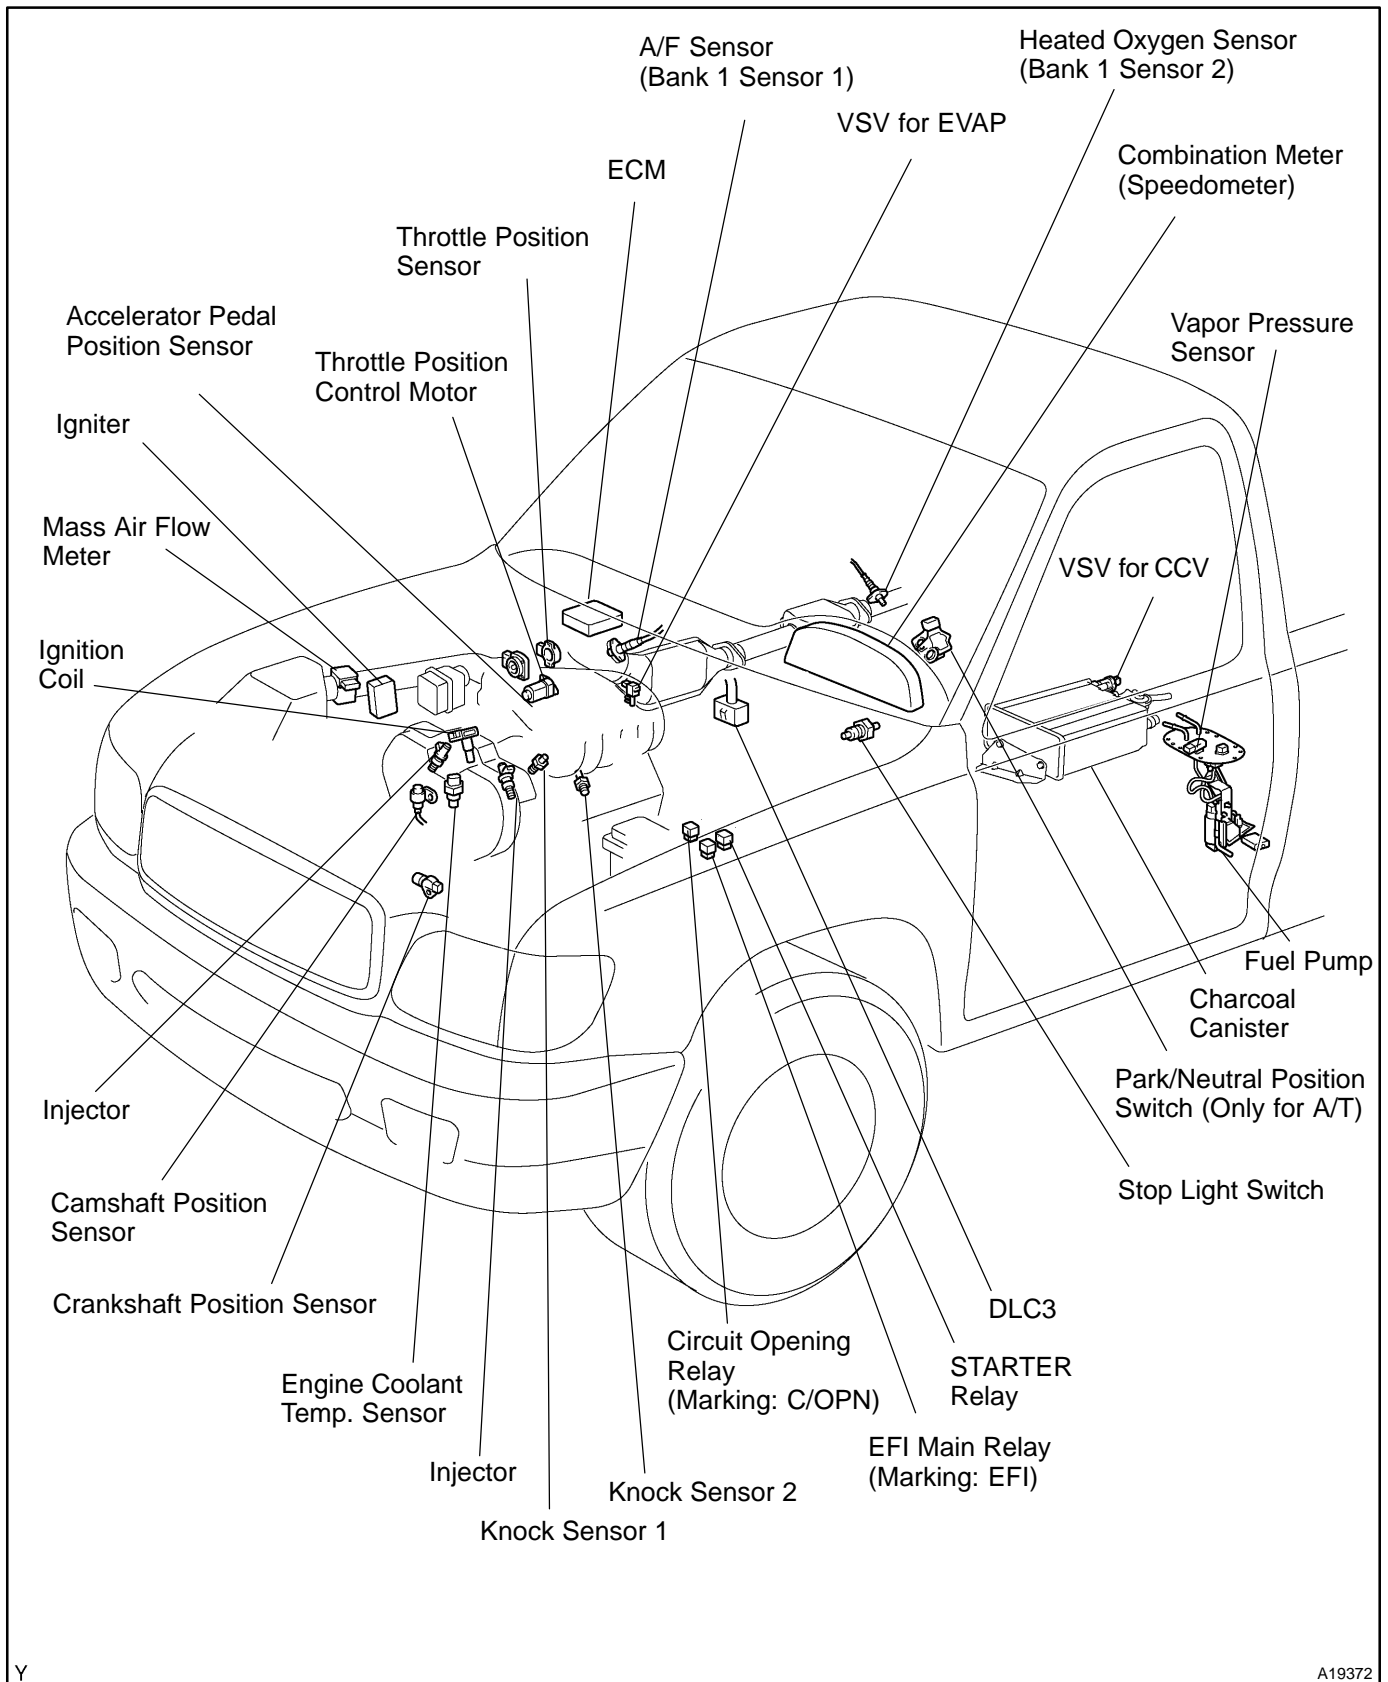 A/F Sensor
(Bank 1 Sensor 1)
Heated Oxygen Sensor
(Bank 1 Sensor 2)
VSV for EVAP
Combination Meter
(Speedometer)
ECM
Throttle Position
Sensor
Accelerator Pedal
Position Sensor
Vapor Pressure
Sensor
Throttle Position
Control Motor
Igniter
Mass Air Flow
Meter
VSV for CCV
Ignition
Coil
Fuel Pump
Charcoal
Canister
Park/Neutral Position
Switch (Only for A/T)
Injector
Stop Light Switch
Camshaft Position
Sensor
Crankshaft Position Sensor
DLC3
Circuit Opening
Relay
(Marking: C/OPN)
STARTER
Relay
Engine Coolant
Temp. Sensor
EFI Main Relay
(Marking: EFI)
Injector
Knock Sensor 2
Knock Sensor 1
Y
A19372